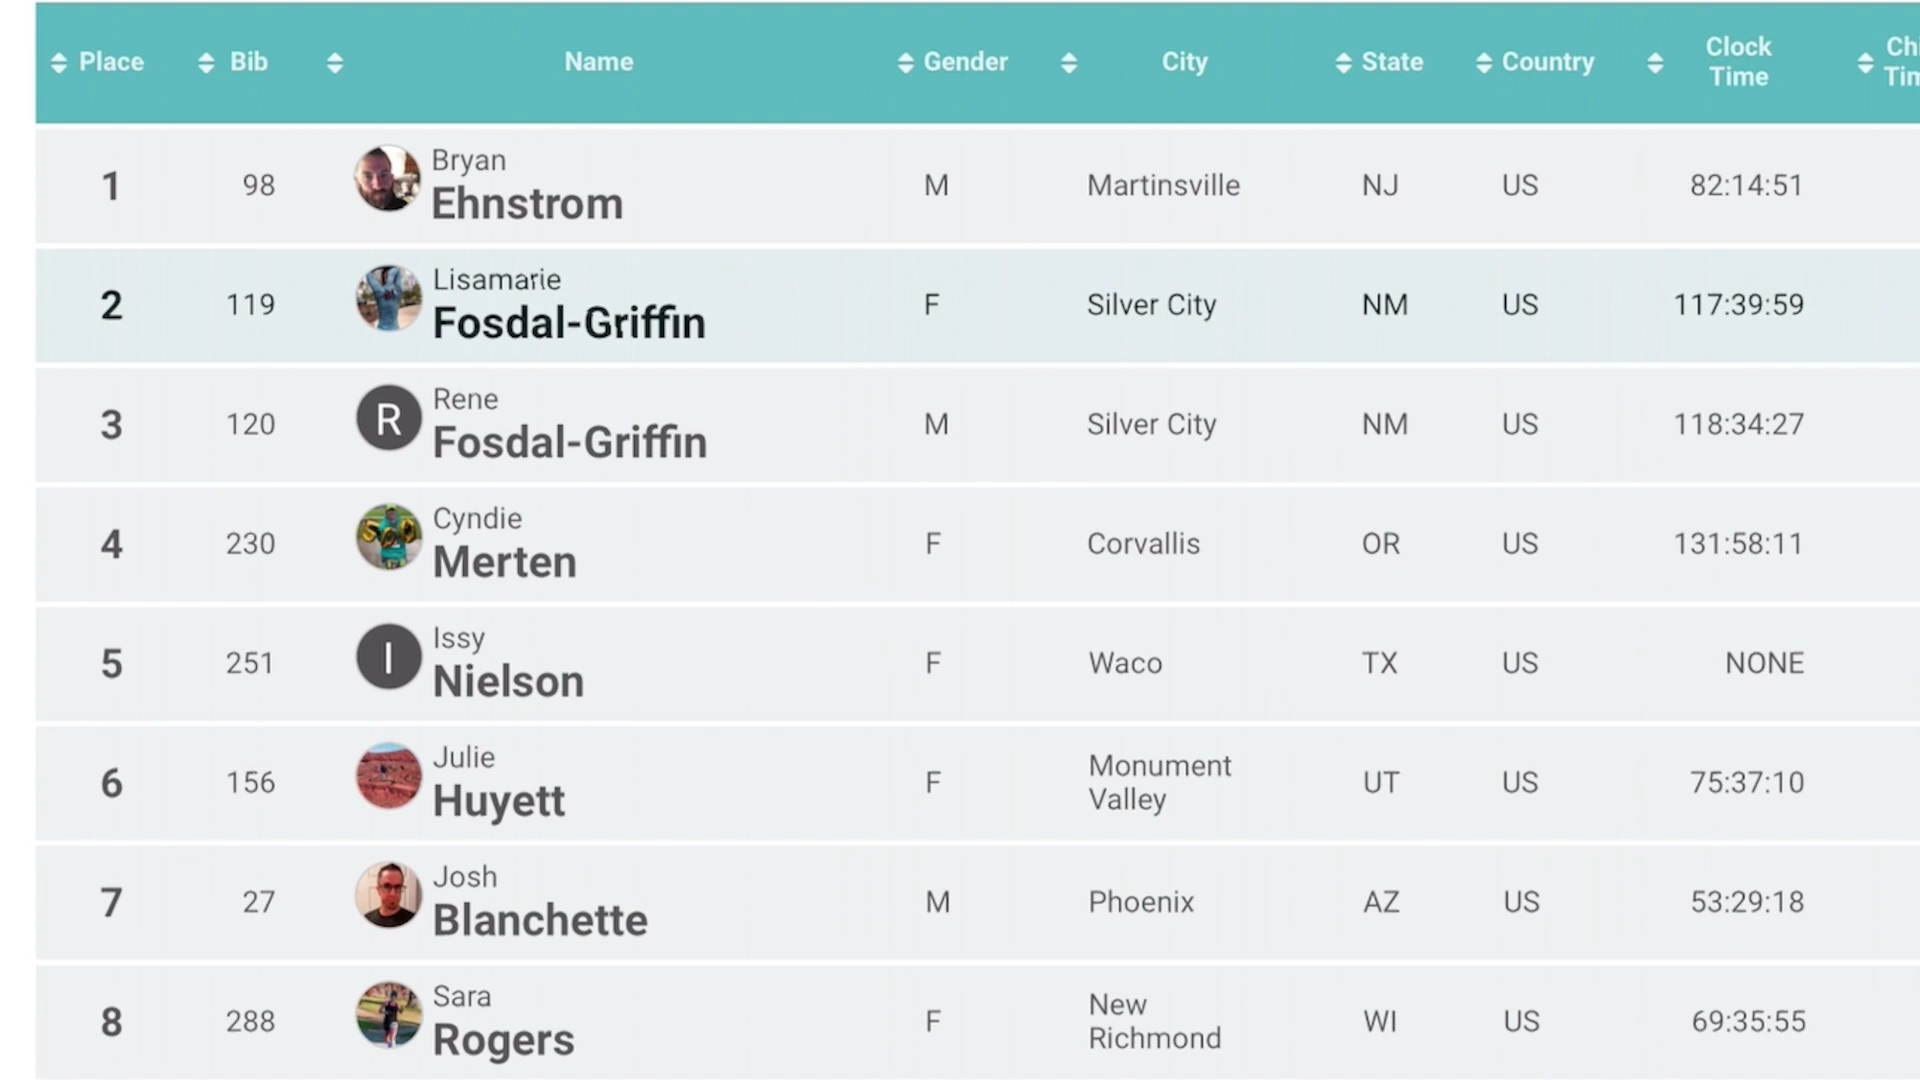 Place Bib Name Gender City State Country Clock Time
1 98 Bryan Ehnstrom M Martinsville NJ US 82:14:51
2 119 Lisamarie Fosdal-Griffin F Silver City NM US 117:39:59
3 120 R Rene Fosdal-Griffin M Silver City NM US 118:34:27
4 230 Cyndie Merten F Corvallis OR US 131:58:11
5 251 I Issy Nielson F Waco TX US NONE
6 156 Julie Huyett F Monument Valley UT US 75:37:10
7 27 Josh Blanchette M Phoenix AZ US 53:29:18
8 288 Sara Rogers F New Richmond WI US 69:35:55